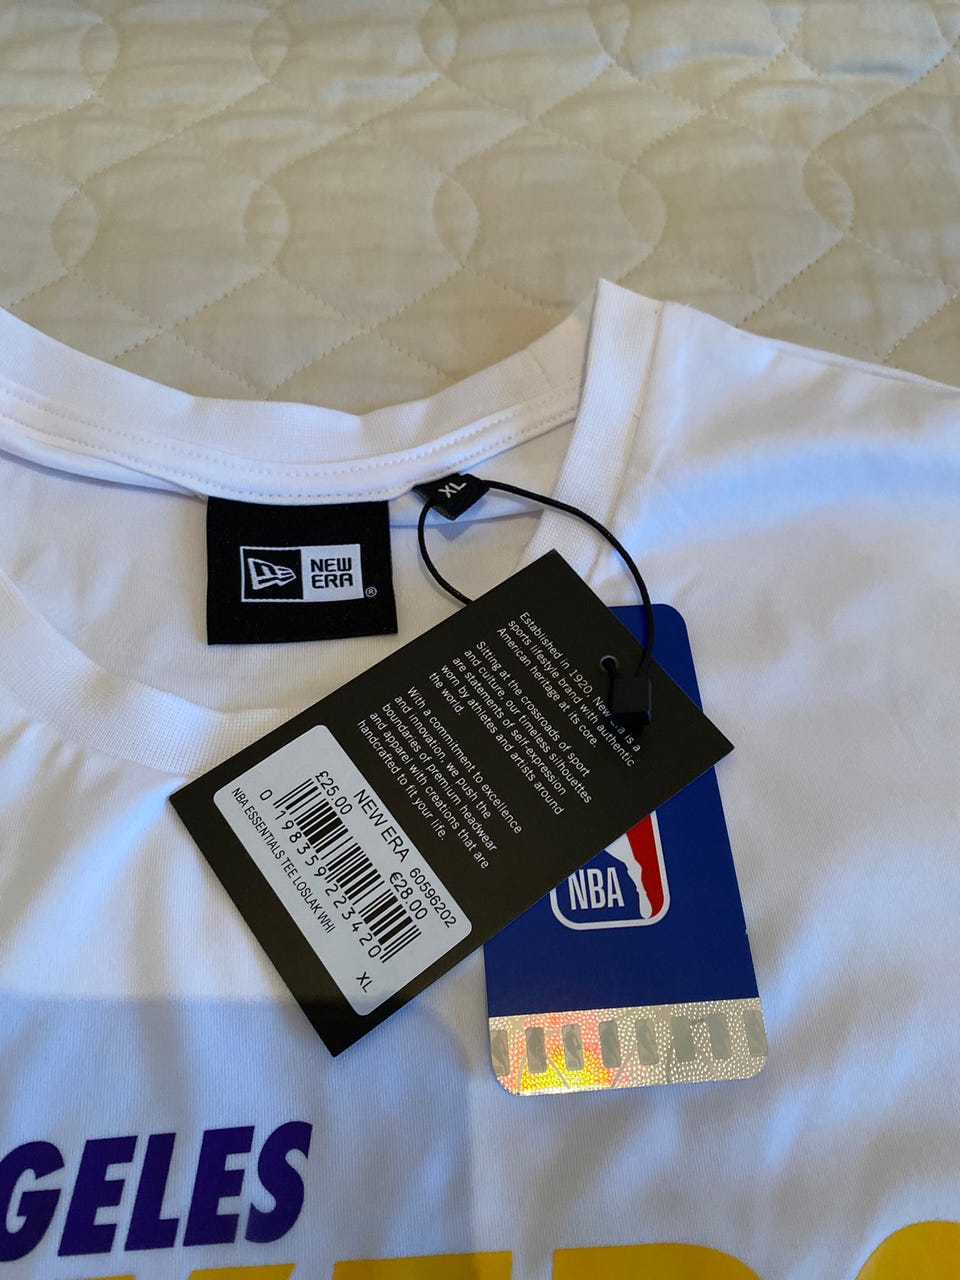 XL
NEW
ERA
®
Established in 1920, New Era is a
sports lifestyle brand with authentic
American heritage at its core.
Sitting at the crossroads of sport
and culture, our timeless silhouettes
are statements of self-expression
worn by athletes and artists around
the world.
With a commitment to excellence
and innovation, we push the
boundaries of premium headwear
and apparel with creations that are
handcrafted to fit your life.
NEW ERA 60596202
£25.00 €28.00
0 198359 223420
NBA ESSENTIALS TEE LOSLAK WHI
XL
NBA
GELES